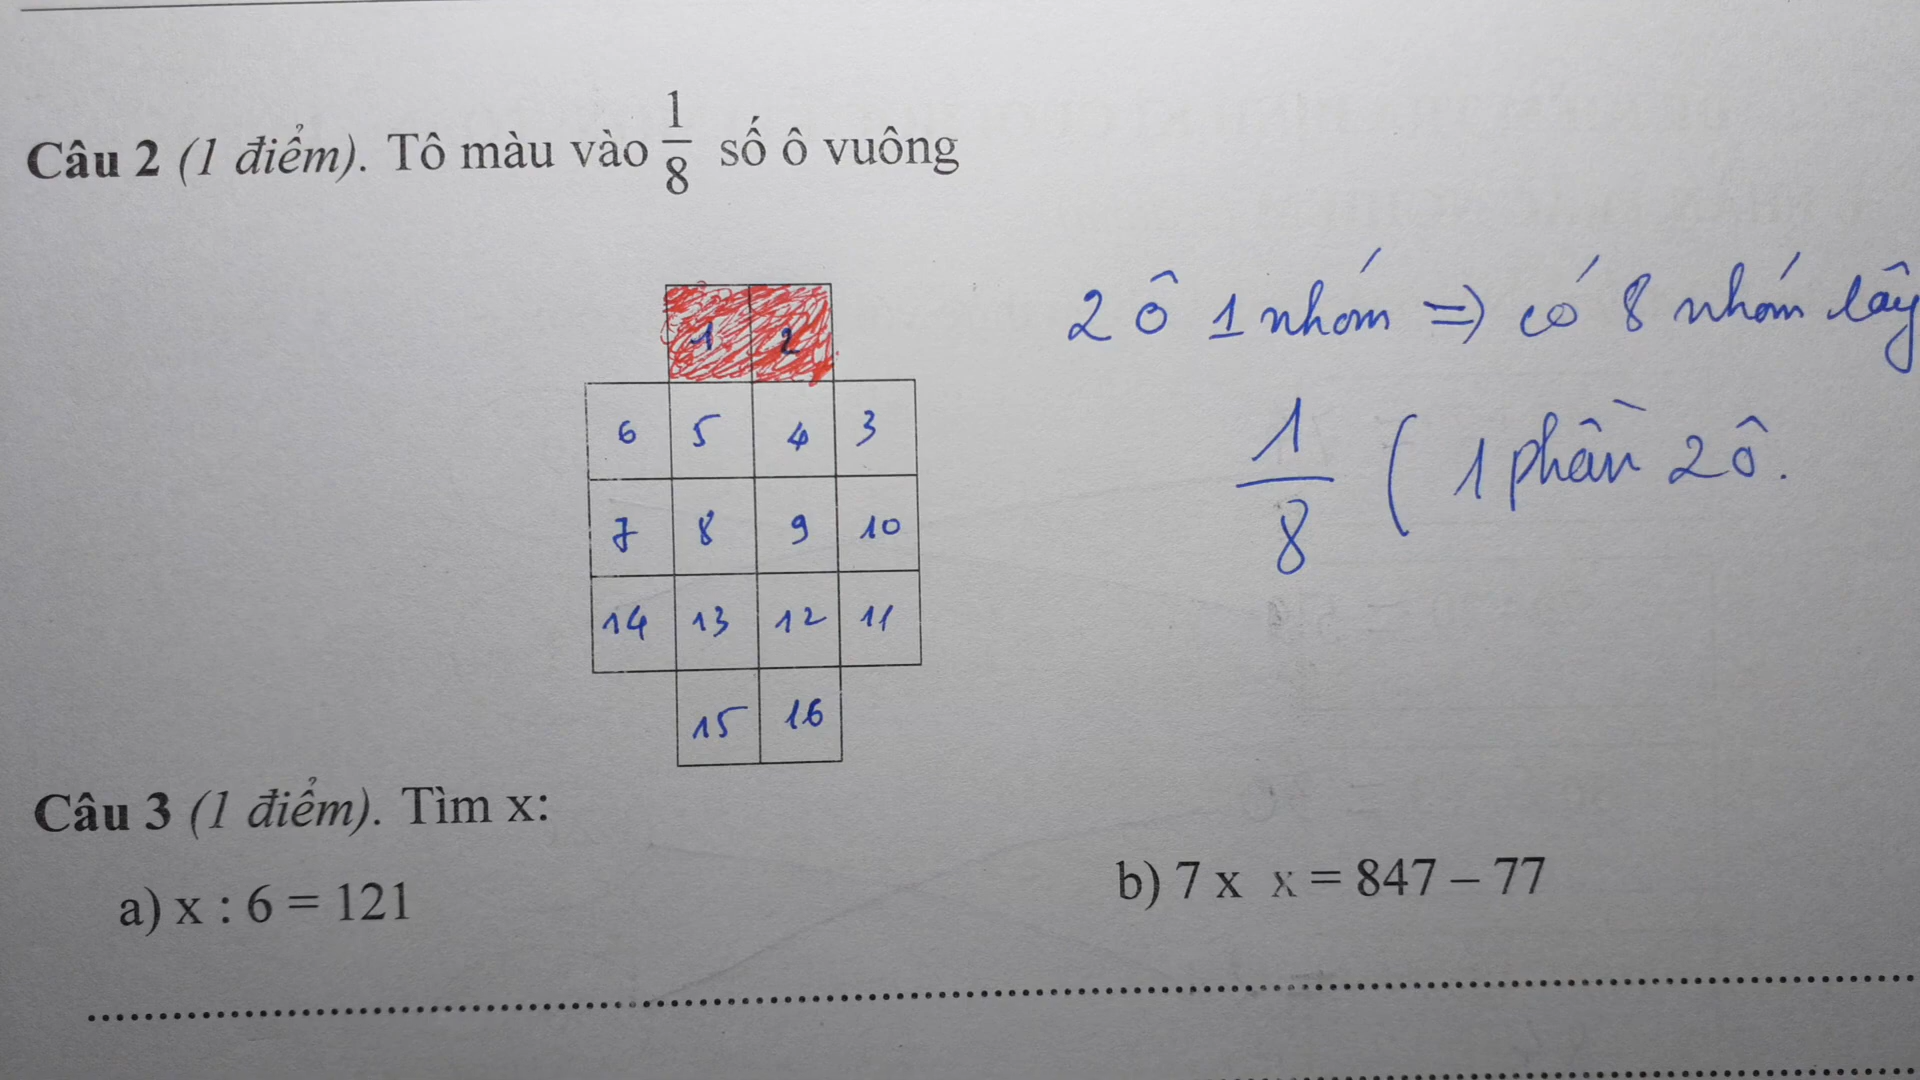 Câu 2 (1 điểm). Tô màu vào 1/8 số ô vuông
2 ô 1 nhóm => có 8 nhóm lấy
1/8 ( 1 phần 2 ô.
1 2
6 5 4 3
7 8 9 10
14 13 12 11
15 16
Câu 3 (1 điểm). Tìm x:
a) x : 6 = 121
b) 7 x x = 847 – 77